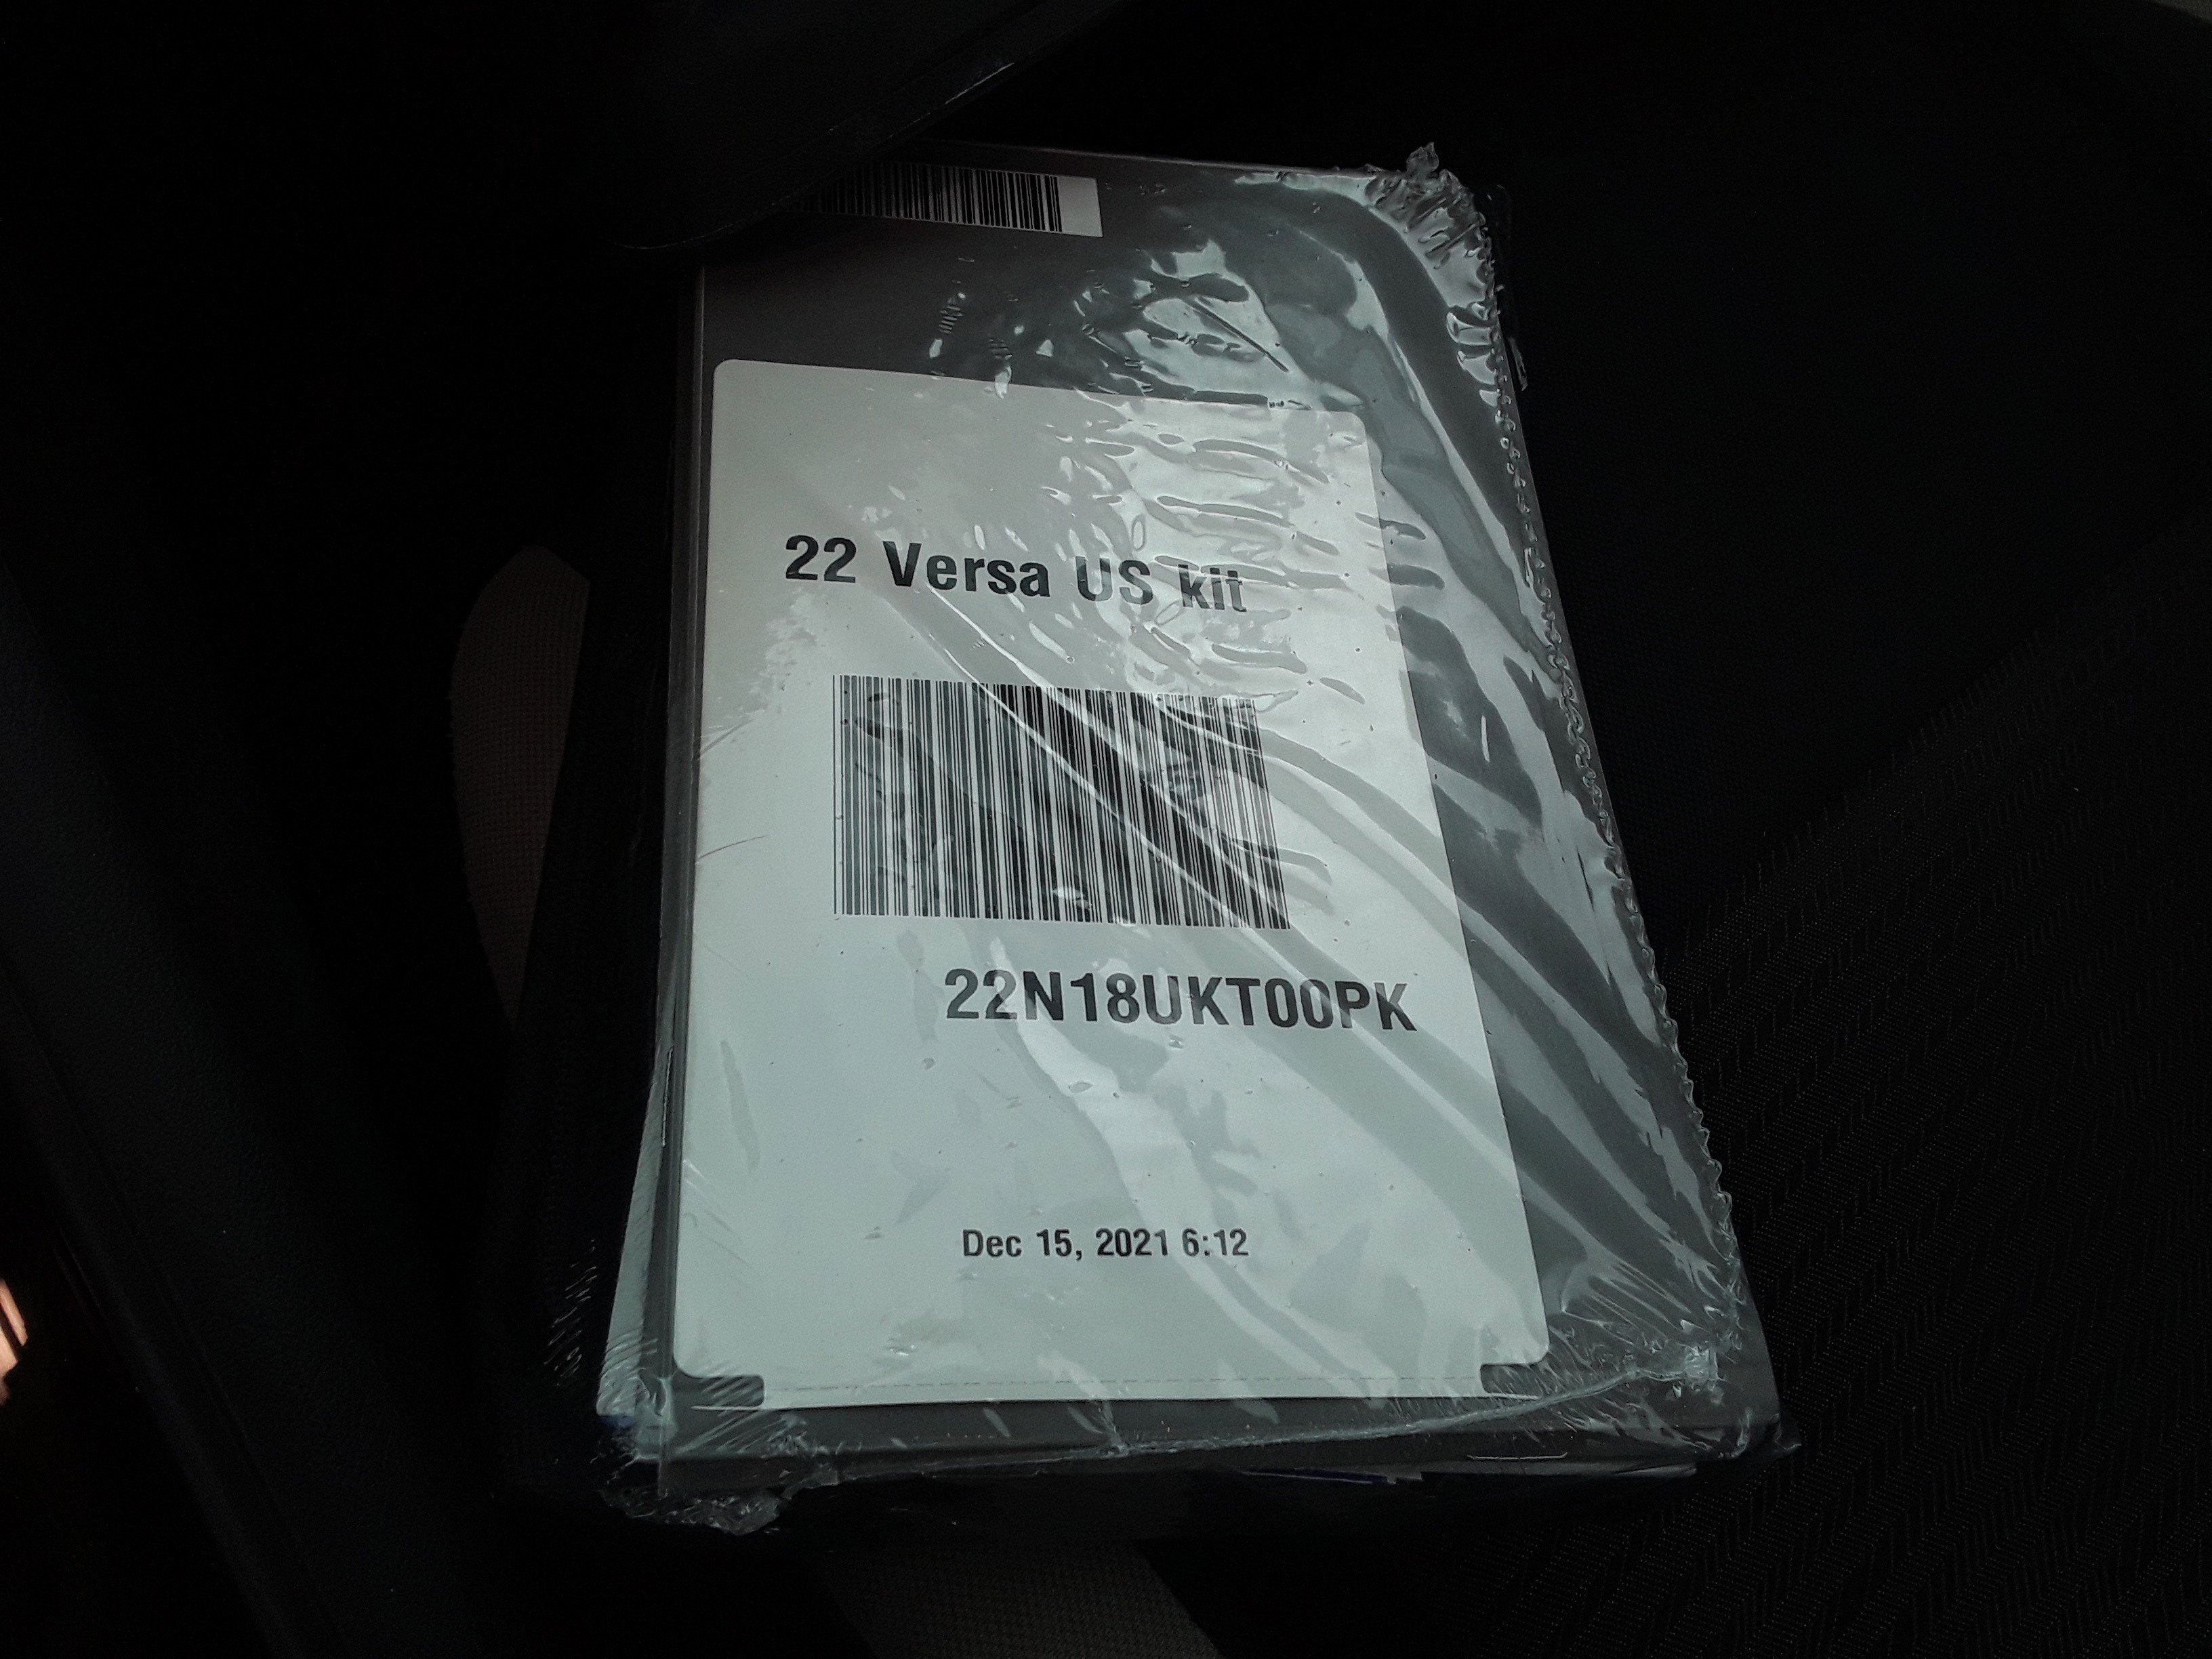 22 Versa US kit
22N18UKT00PK
Dec 15, 2021 6:12